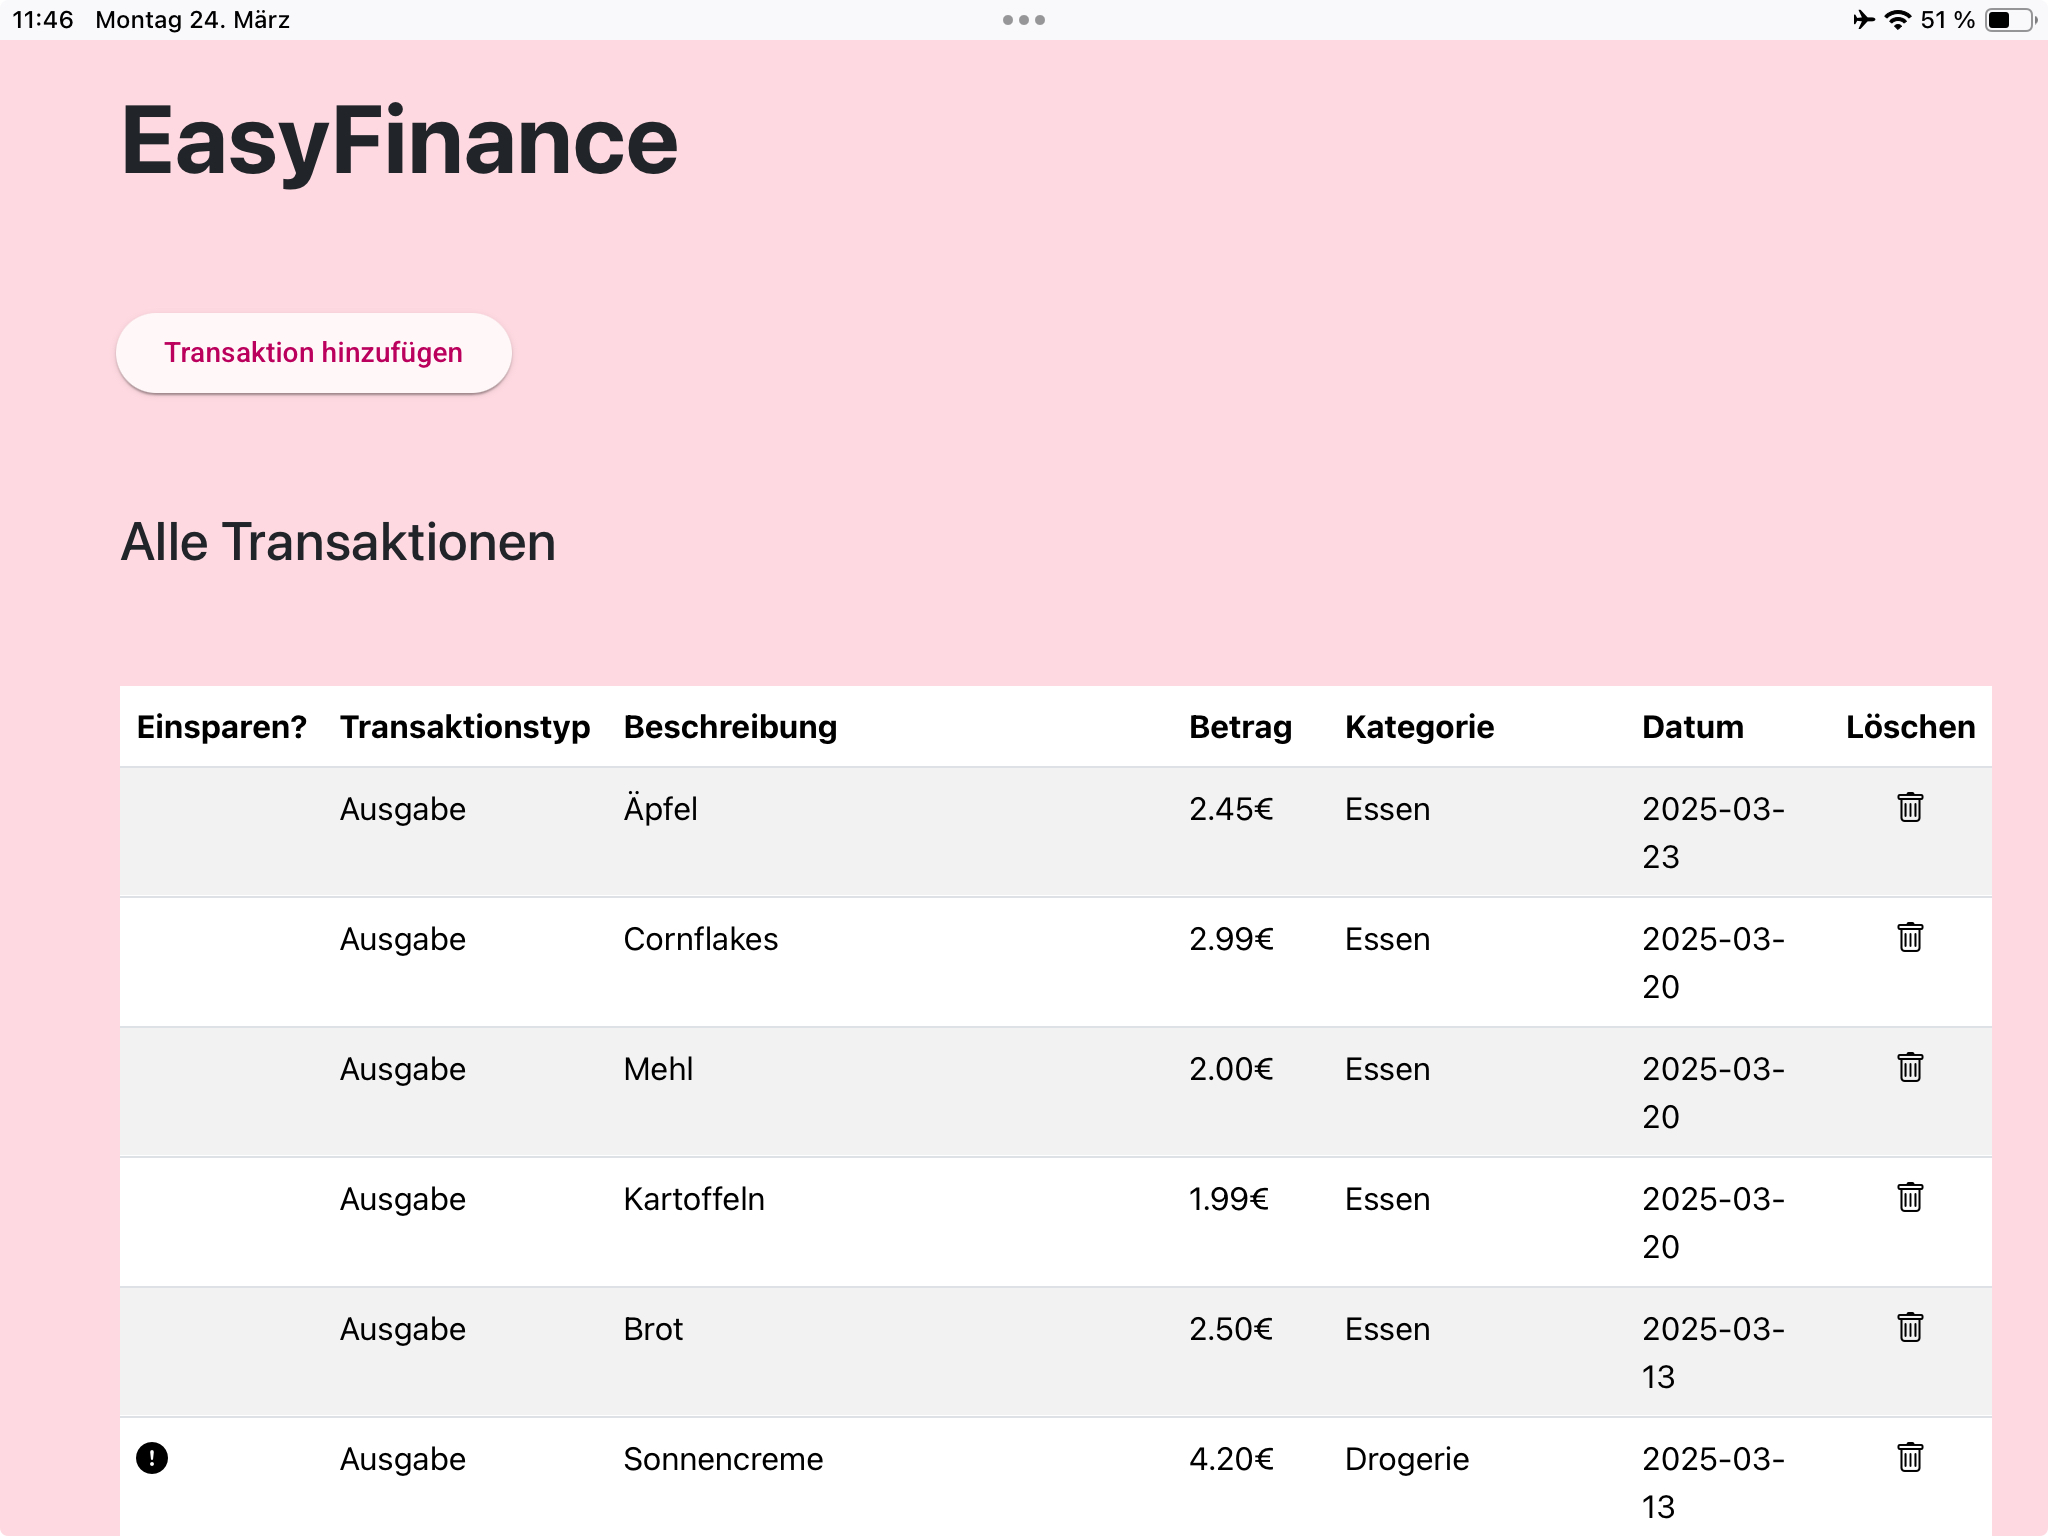 11:46 Montag 24. März 51 %
EasyFinance
Transaktion hinzufügen
Alle Transaktionen
Einsparen? Transaktionstyp Beschreibung Betrag Kategorie Datum Löschen
Ausgabe Äpfel 2.45€ Essen 2025-03-
23
Ausgabe Cornflakes 2.99€ Essen 2025-03-
20
Ausgabe Mehl 2.00€ Essen 2025-03-
20
Ausgabe Kartoffeln 1.99€ Essen 2025-03-
20
Ausgabe Brot 2.50€ Essen 2025-03-
13
Ausgabe Sonnencreme 4.20€ Drogerie 2025-03-
13